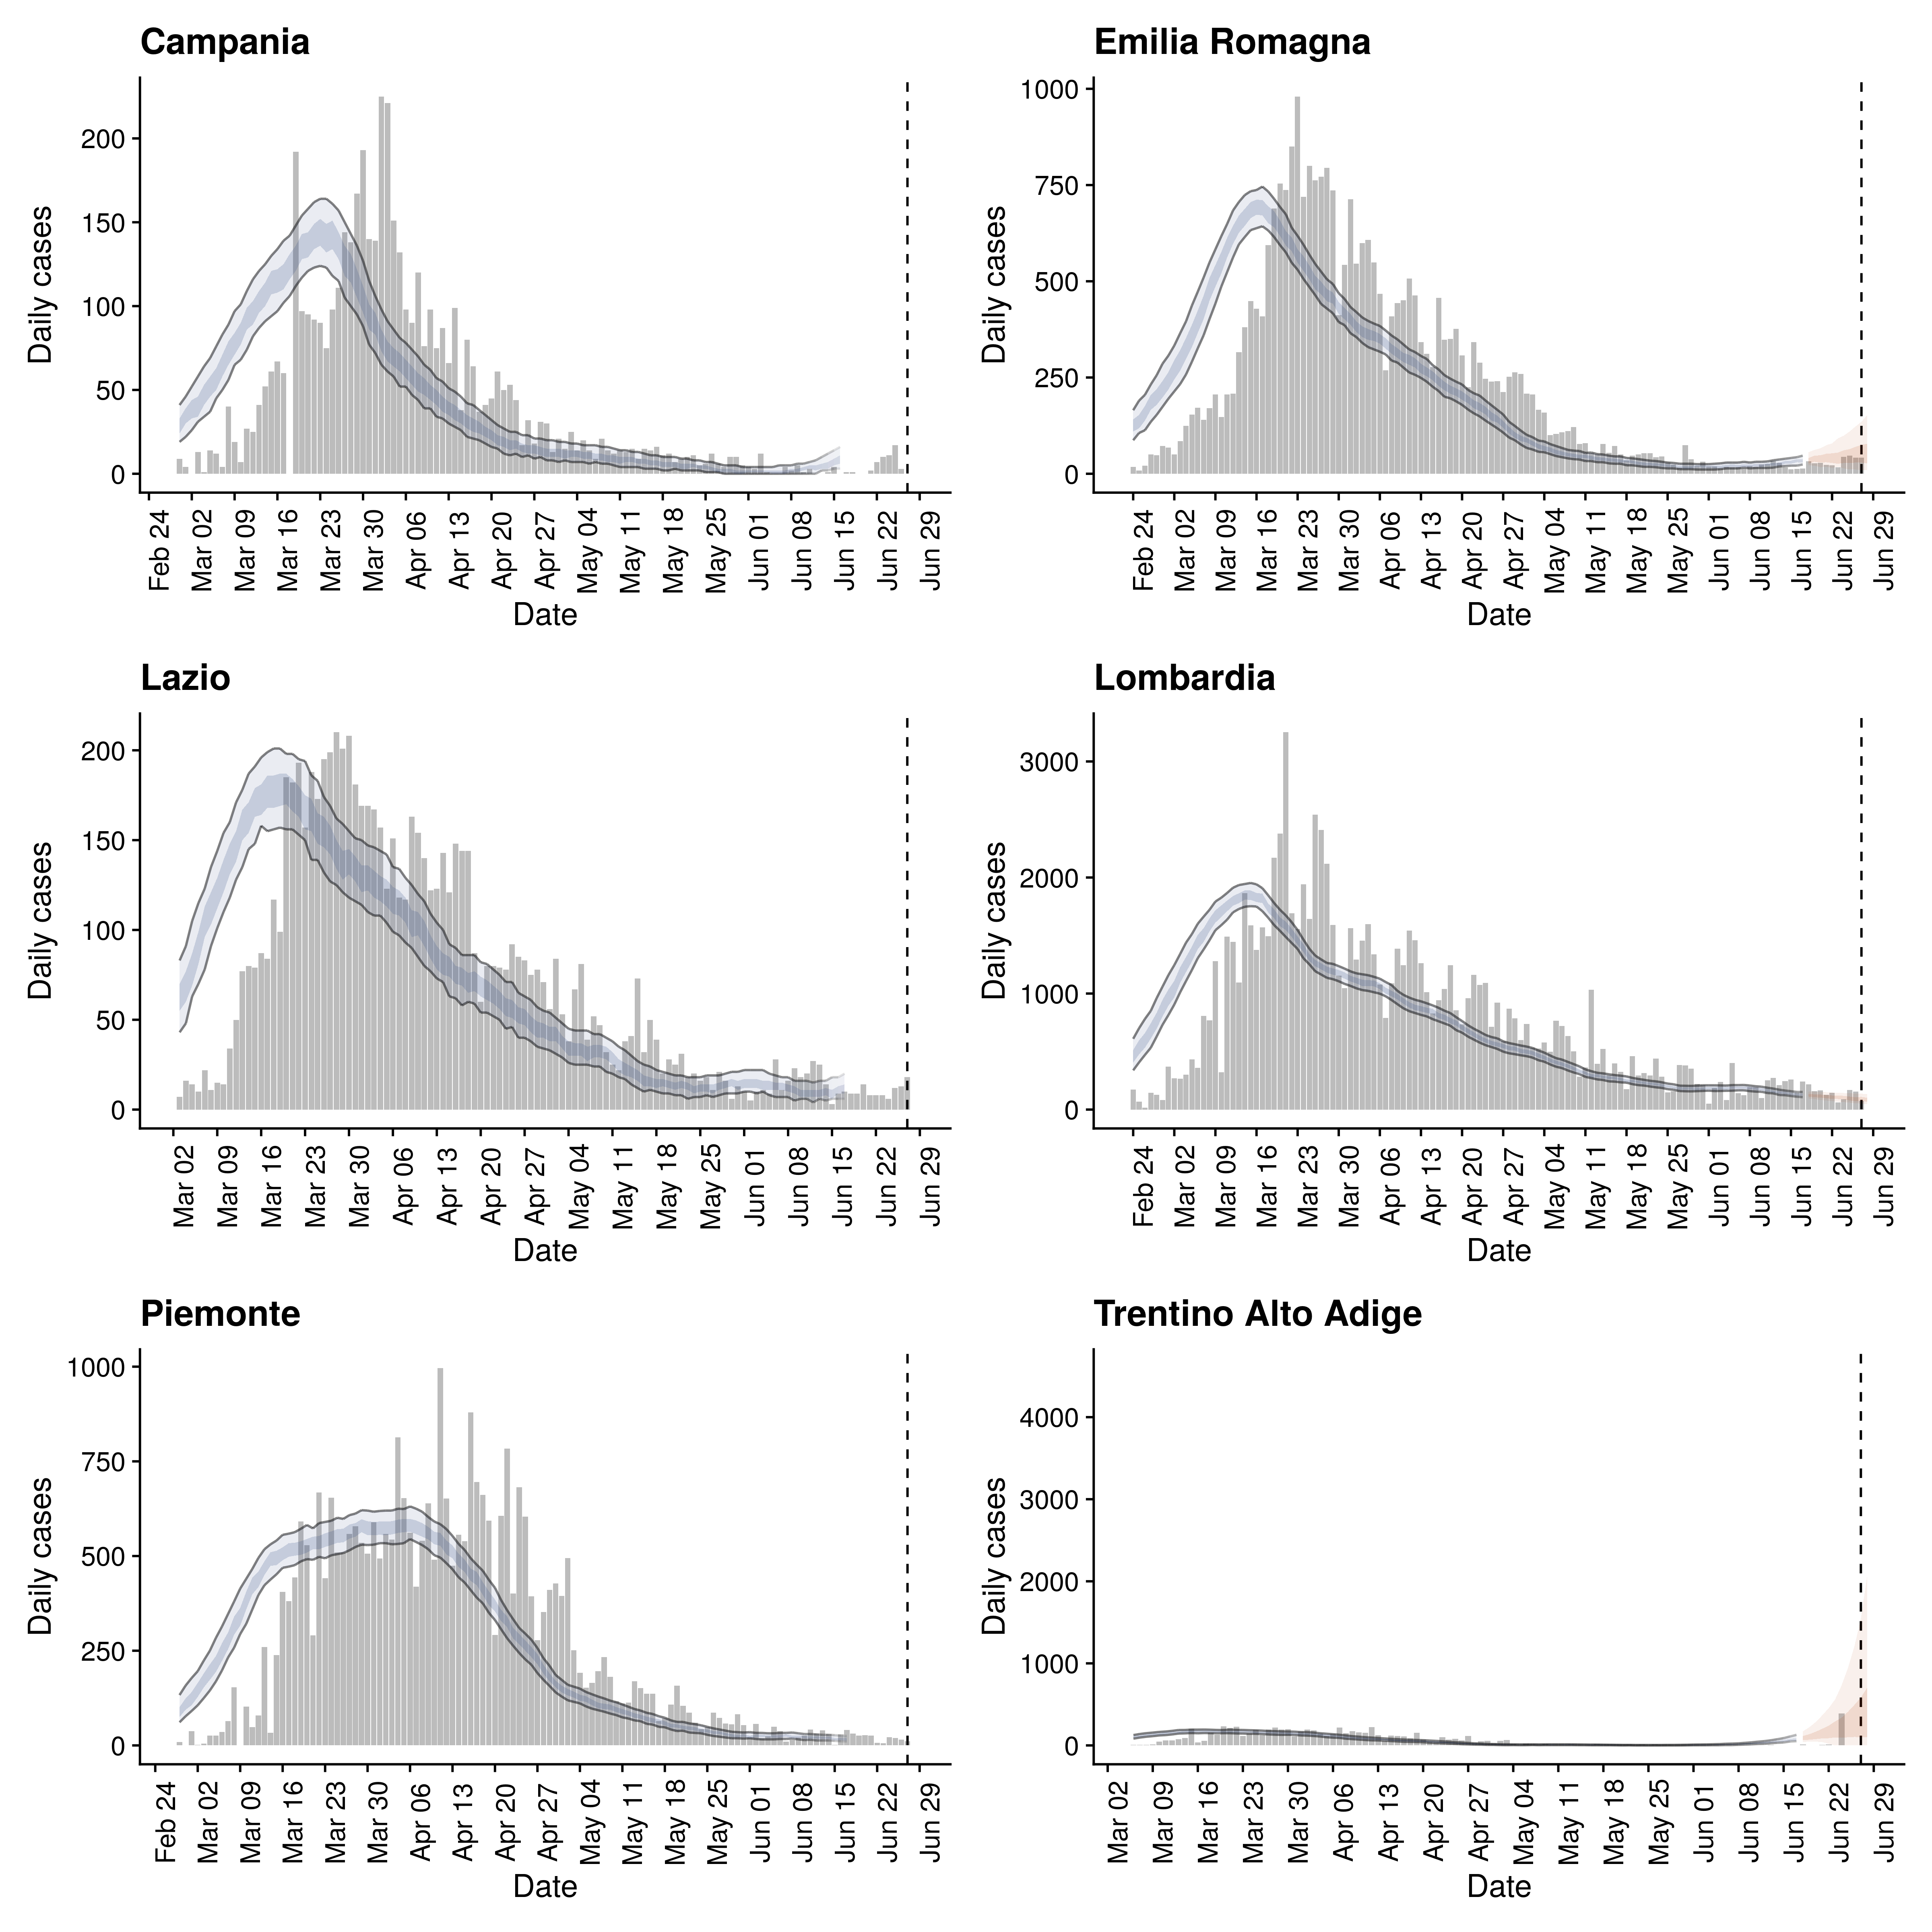 Campania
Daily cases
200
150
100
50
0
Feb 24
Mar 02
Mar 09
Mar 16
Mar 23
Mar 30
Apr 06
Apr 13
Apr 20
Apr 27
May 04
May 11
May 18
May 25
Jun 01
Jun 08
Jun 15
Jun 22
Jun 29
Date
Emilia Romagna
Daily cases
1000
750
500
250
0
Feb 24
Mar 02
Mar 09
Mar 16
Mar 23
Mar 30
Apr 06
Apr 13
Apr 20
Apr 27
May 04
May 11
May 18
May 25
Jun 01
Jun 08
Jun 15
Jun 22
Jun 29
Date
Lazio
Daily cases
200
150
100
50
0
Mar 02
Mar 09
Mar 16
Mar 23
Mar 30
Apr 06
Apr 13
Apr 20
Apr 27
May 04
May 11
May 18
May 25
Jun 01
Jun 08
Jun 15
Jun 22
Jun 29
Date
Lombardia
Daily cases
3000
2000
1000
0
Feb 24
Mar 02
Mar 09
Mar 16
Mar 23
Mar 30
Apr 06
Apr 13
Apr 20
Apr 27
May 04
May 11
May 18
May 25
Jun 01
Jun 08
Jun 15
Jun 22
Jun 29
Date
Piemonte
Daily cases
1000
750
500
250
0
Feb 24
Mar 02
Mar 09
Mar 16
Mar 23
Mar 30
Apr 06
Apr 13
Apr 20
Apr 27
May 04
May 11
May 18
May 25
Jun 01
Jun 08
Jun 15
Jun 22
Jun 29
Date
Trentino Alto Adige
Daily cases
4000
3000
2000
1000
0
Mar 02
Mar 09
Mar 16
Mar 23
Mar 30
Apr 06
Apr 13
Apr 20
Apr 27
May 04
May 11
May 18
May 25
Jun 01
Jun 08
Jun 15
Jun 22
Jun 29
Date